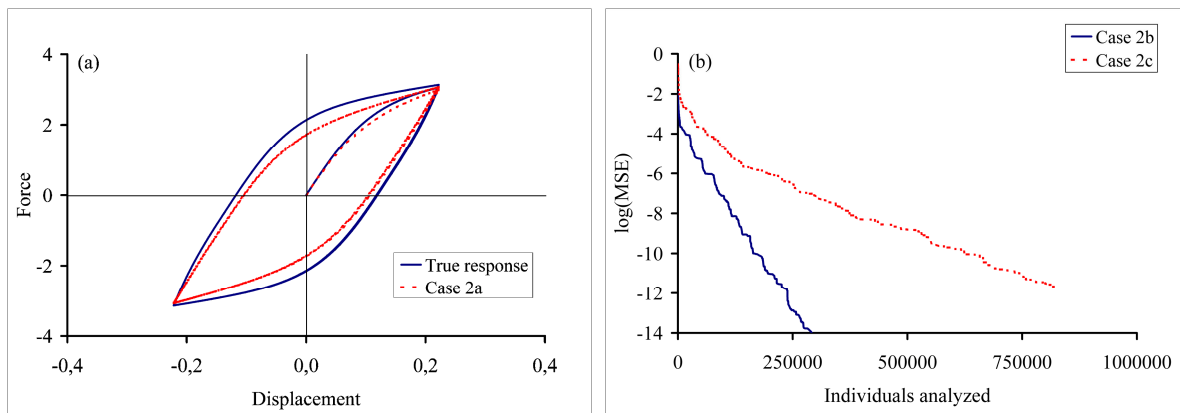 (a)
4
2
0
-2
-4
-0,4
-0,2
0,0
0,2
0,4
Force
Displacement
True response
Case 2a
(b)
Case 2b
Case 2c
0
-2
-4
-6
-8
-10
-12
-14
0
250000
500000
750000
1000000
log(MSE)
Individuals analyzed